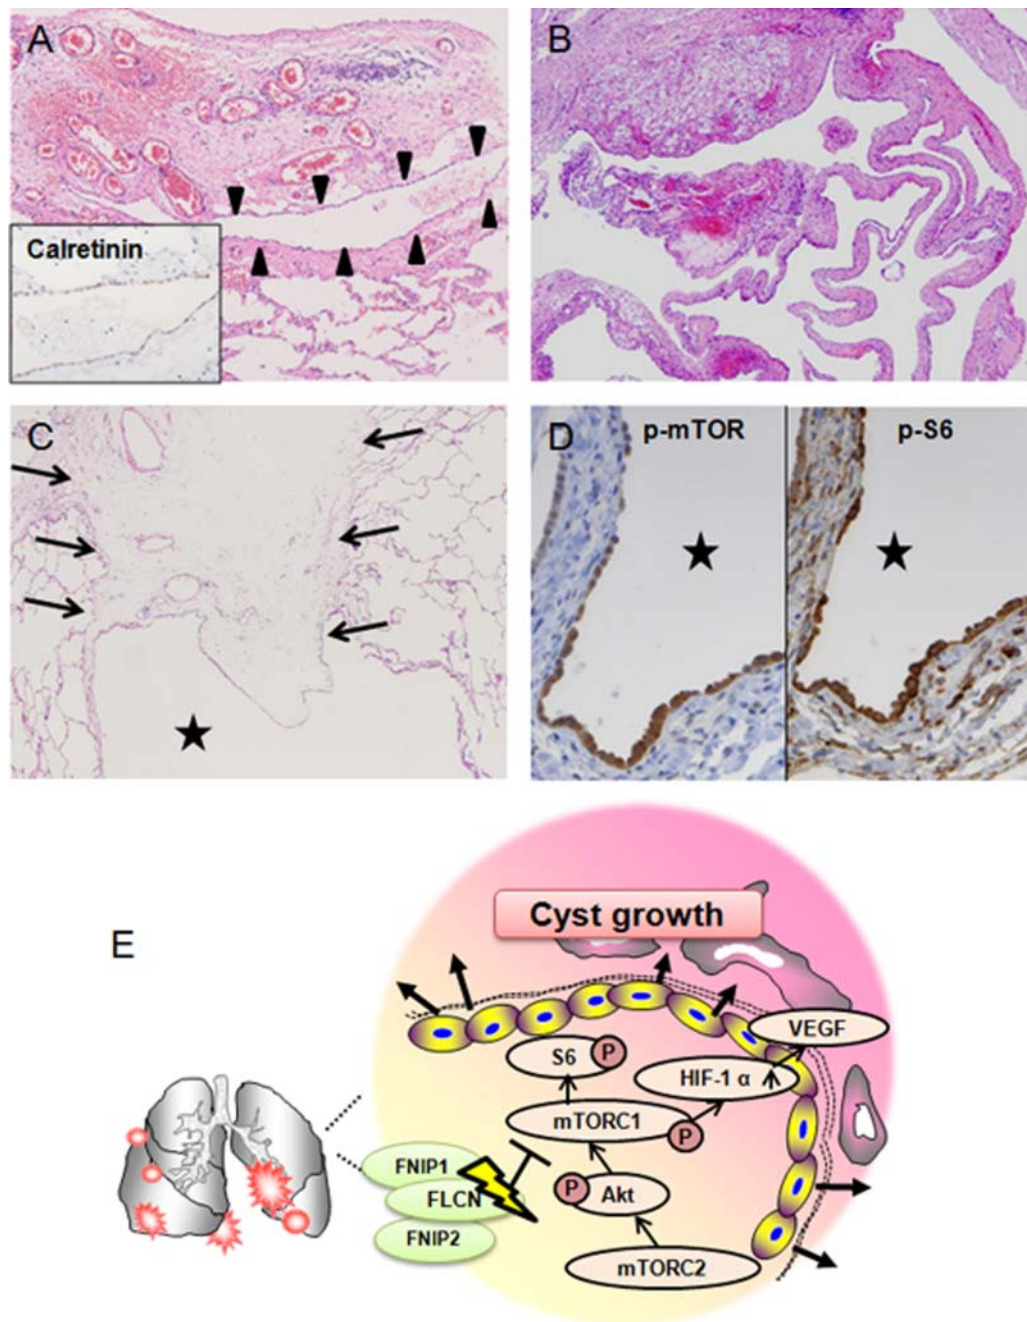 A
B
Calretinin
C
D
p-mTOR
p-S6
E
Cyst growth
VEGF
S6
P
HIF-1 α
mTORC1
P
FNIP1
FLCN
P
Akt
FNIP2
mTORC2